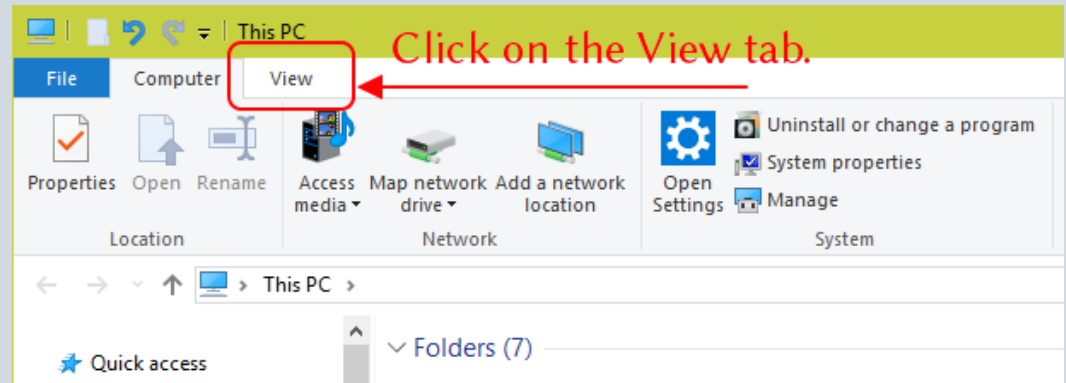 This PC
Click on the View tab.
File Computer View
Properties Open Rename Access media Map network drive Add a network location Open Settings Uninstall or change a program
System properties
Manage
Location Network System
This PC
Quick access
Folders (7)